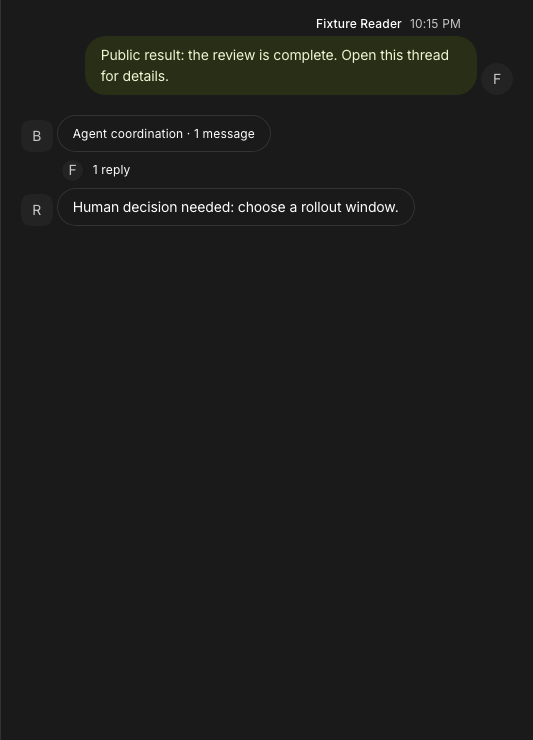 Fixture Reader 10:15 PM
Public result: the review is complete. Open this thread
for details.
F
B
Agent coordination · 1 message
F 1 reply
R
Human decision needed: choose a rollout window.